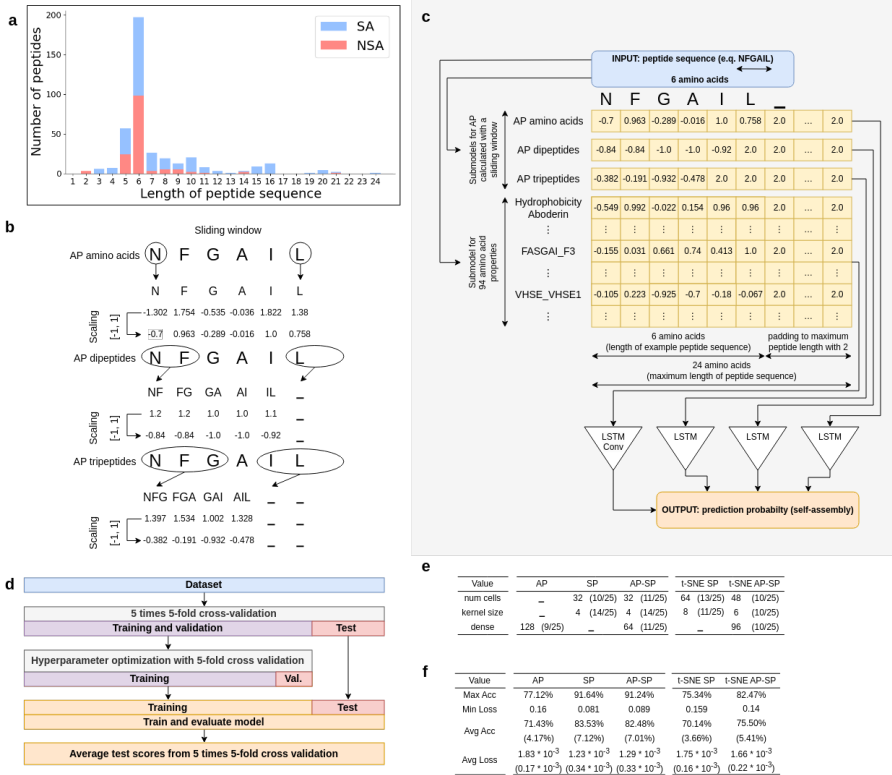 a
Number of peptides
200
150
100
50
0
SA
NSA
1 2 3 4 5 6 7 8 9 10 11 12 13 14 15 16 17 18 19 20 21 22 23 24
Length of peptide sequence
b
Sliding window
AP amino acids N F G A I L
N F G A I L
Scaling
[-1, 1]
-1.302 1.754 -0.535 -0.036 1.822 1.38
-0.7 0.963 -0.289 -0.016 1.0 0.758
AP dipeptides N F G A I L
NF FG GA AI IL _
Scaling
[-1, 1]
1.2 1.2 1.0 1.0 1.1 _
-0.84 -0.84 -1.0 -1.0 -0.92 _
AP tripeptides N F G A I L
NFG FGA GAI AIL _ _
Scaling
[-1, 1]
1.397 1.534 1.002 1.328 _ _
-0.382 -0.191 -0.932 -0.478 _ _
c
INPUT: peptide sequence (e.q. NFGAIL)
6 amino acids
N F G A I L _
Submodels for AP
calculated with a
sliding window
AP amino acids -0.7 0.963 -0.289 -0.016 1.0 0.758 2.0 ... 2.0
AP dipeptides -0.84 -0.84 -1.0 -1.0 -0.92 2.0 2.0 ... 2.0
AP tripeptides -0.382 -0.191 -0.932 -0.478 2.0 2.0 2.0 ... 2.0
Submodel for
94 amino acid
properties
Hydrophobicity
Aboderin
-0.549 0.992 -0.022 0.154 0.96 0.96 2.0 ... 2.0
⋮ ⋮ ⋮ ⋮ ⋮ ⋮ ⋮ ⋮ ... ⋮
FASGAI_F3 -0.155 0.031 0.661 0.74 0.413 1.0 2.0 ... 2.0
⋮ ⋮ ⋮ ⋮ ⋮ ⋮ ⋮ ⋮ ... ⋮
VHSE_VHSE1 -0.105 0.223 -0.925 -0.7 -0.18 -0.067 2.0 ... 2.0
⋮ ⋮ ⋮ ⋮ ⋮ ⋮ ⋮ ⋮ ... ⋮
6 amino acids
(length of example peptide sequence)
padding to maximum
peptide length with 2
24 amino acids
(maximum length of peptide sequence)
LSTM
Conv
LSTM
LSTM
LSTM
OUTPUT: prediction probabilty (self-assembly)
d
Dataset
5 times 5-fold cross-validation
Training and validation Test
Hyperparameter optimization with 5-fold cross validation
Training Val.
Training Test
Train and evaluate model
Average test scores from 5 times 5-fold cross validation
e
Value AP SP AP-SP t-SNE SP t-SNE AP-SP
num cells _ 32 (10/25) 32 (11/25) 64 (13/25) 48 (10/25)
kernel size _ 4 (14/25) 4 (14/25) 8 (11/25) 6 (10/25)
dense 128 (9/25) _ 64 (11/25) _ 96 (10/25)
f
Value AP SP AP-SP t-SNE SP t-SNE AP-SP
Max Acc 77.12% 91.64% 91.24% 75.34% 82.47%
Min Loss 0.16 0.081 0.089 0.159 0.14
Avg Acc 71.43% 83.53% 82.48% 70.14% 75.50%
(4.17%) (7.12%) (7.01%) (3.66%) (5.41%)
Avg Loss 1.83 * 10⁻³ 1.23 * 10⁻³ 1.29 * 10⁻³ 1.75 * 10⁻³ 1.66 * 10⁻³
(0.17 * 10⁻³) (0.34 * 10⁻³) (0.33 * 10⁻³) (0.16 * 10⁻³) (0.22 * 10⁻³)